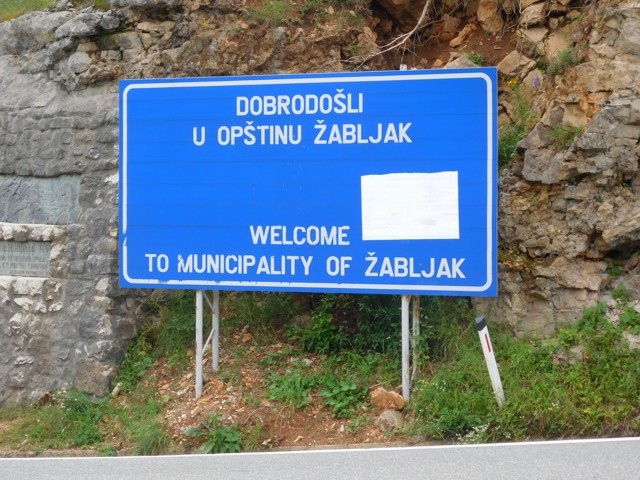 DOBRODOŠLI
U OPŠTINU ŽABLJAK
WELCOME
TO MUNICIPALITY OF ŽABLJAK